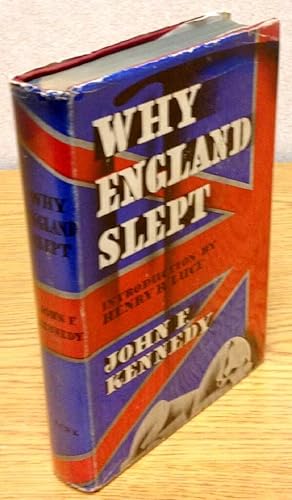 WHY
ENGLAND
SLEPT
INTRODUCTION BY
HENRY R. LUCE
JOHN F.
KENNEDY
WHY
ENGLAND
SLEPT
JOHN F.
KENNEDY